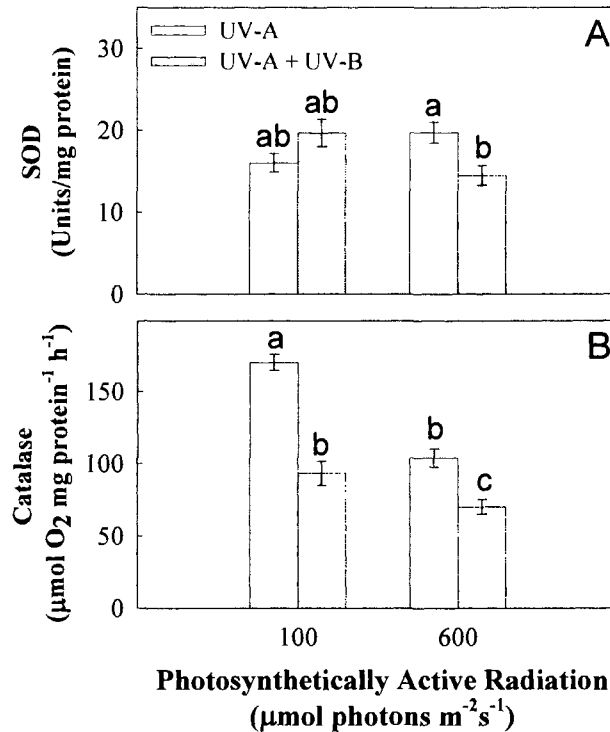 UV-A
UV-A + UV-B
A
SOD
(Units/mg protein)
30
20
10
0
ab
ab
a
b
B
Catalase
(μmol O2 mg protein-1 h-1)
150
100
50
0
a
b
b
c
100
600
Photosynthetically Active Radiation
(μmol photons m-2s-1)